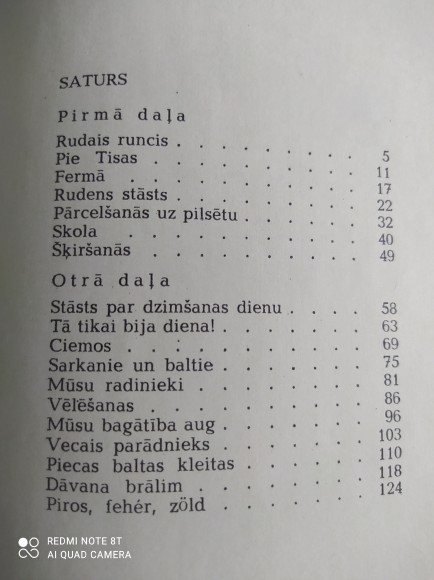 SATURS
Pirmā daļa
Rudais runcis . . . . . . . . 5
Pie Tisas . . . . . . . . . 11
Fermā . . . . . . . . . . 17
Rudens stāsts . . . . . . . . 22
Pārcelšanās uz pilsētu . . . . . 32
Skola . . . . . . . . . . 40
Šķiršanās . . . . . . . . . 49
Otrā daļa
Stāsts par dzimšanas dienu . . . . 58
Tā tikai bija diena! . . . . . . 63
Ciemos . . . . . . . . . 69
Sarkanie un baltie . . . . . . 75
Mūsu radinieki . . . . . . . 81
Vēlēšanas . . . . . . . . 86
Mūsu bagātība aug . . . . . . 96
Vecais parādnieks . . . . . . 103
Piecas baltas kleitas . . . . . 110
Dāvana brālim . . . . . . . 118
Piros, fehér, zöld . . . . . . 124
REDMI NOTE 8T
AI QUAD CAMERA